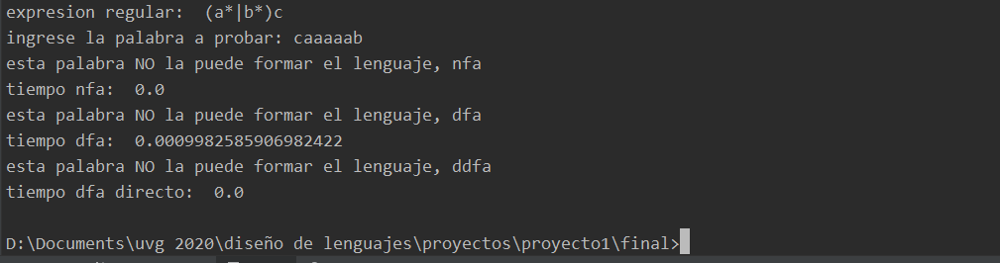 expresion regular:  (a*|b*)c
ingrese la palabra a probar: caaaaab
esta palabra NO la puede formar el lenguaje, nfa
tiempo nfa:  0.0
esta palabra NO la puede formar el lenguaje, dfa
tiempo dfa:  0.0009982585906982422
esta palabra NO la puede formar el lenguaje, ddfa
tiempo dfa directo:  0.0
D:\Documents\uvg 2020\diseño de lenguajes\proyectos\proyecto1\final>